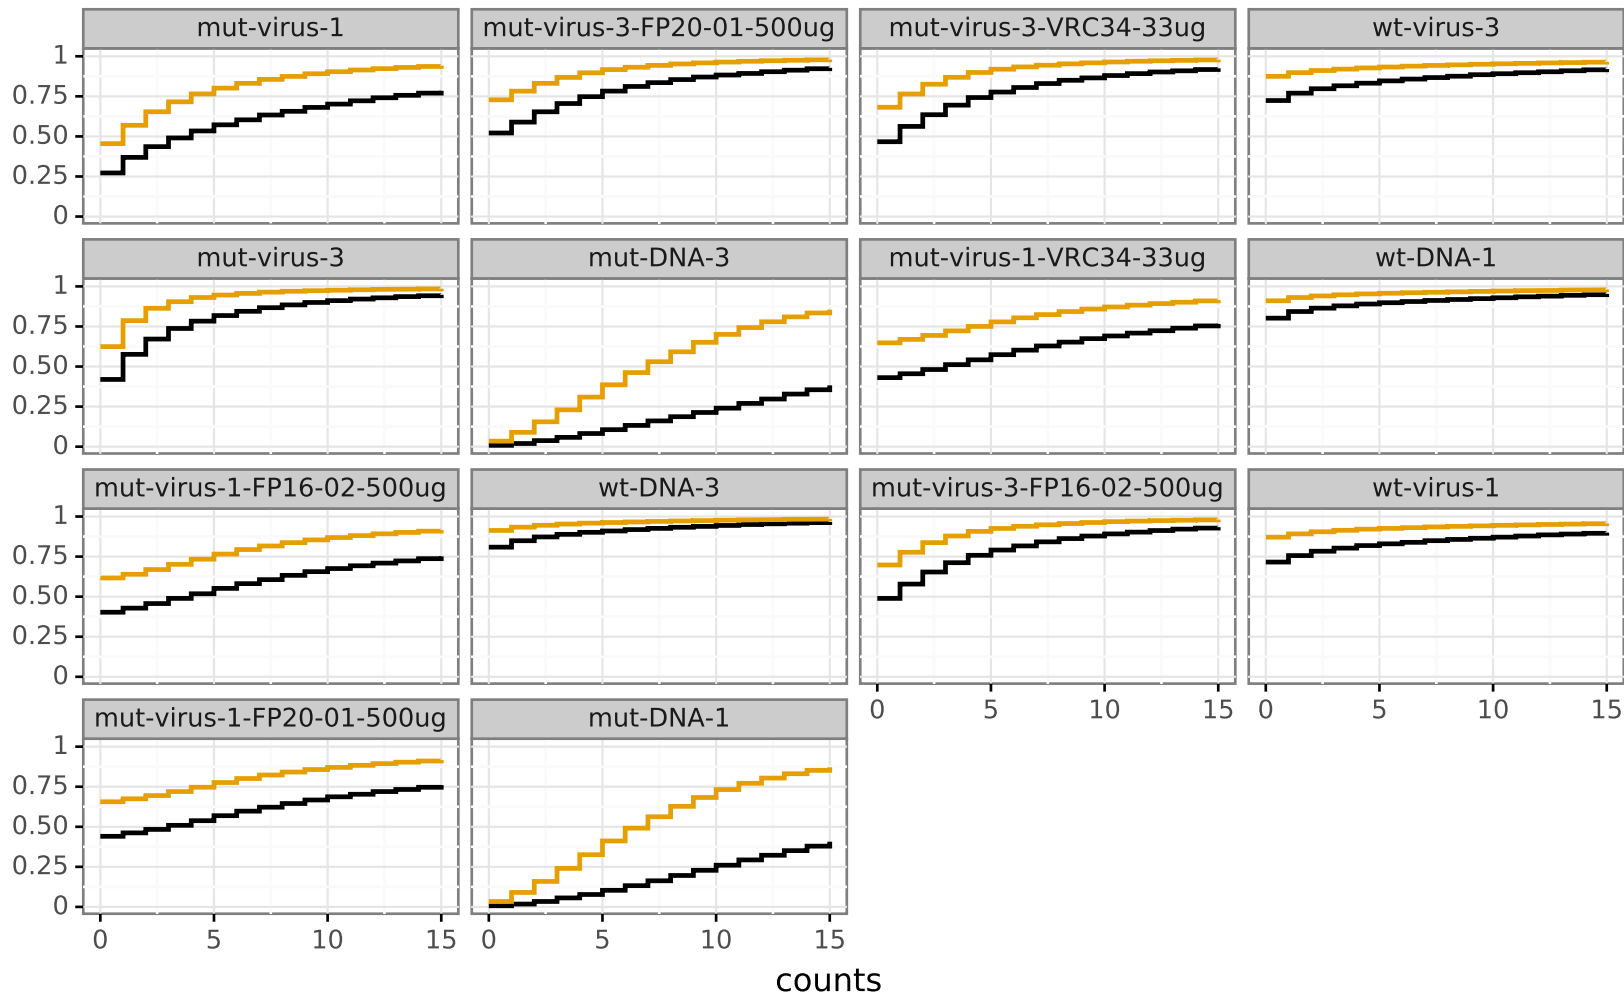 mut-virus-1
mut-virus-3-FP20-01-500ug
mut-virus-3-VRC34-33ug
wt-virus-3
1
0.75
0.50
0.25
0
mut-virus-3
mut-DNA-3
mut-virus-1-VRC34-33ug
wt-DNA-1
1
0.75
0.50
0.25
0
mut-virus-1-FP16-02-500ug
wt-DNA-3
mut-virus-3-FP16-02-500ug
wt-virus-1
1
0.75
0.50
0.25
0
0 5 10 15
0 5 10 15
mut-virus-1-FP20-01-500ug
mut-DNA-1
1
0.75
0.50
0.25
0
0 5 10 15
0 5 10 15
counts